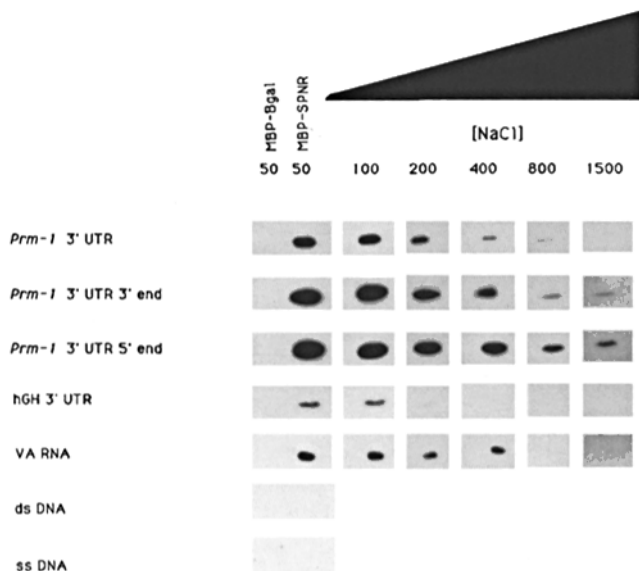 MBP-Bgal
MBP-SPNR
[NaCl]
50 50 100 200 400 800 1500
Prm-1 3' UTR
Prm-1 3' UTR 3' end
Prm-1 3' UTR 5' end
hGH 3' UTR
VA RNA
ds DNA
ss DNA